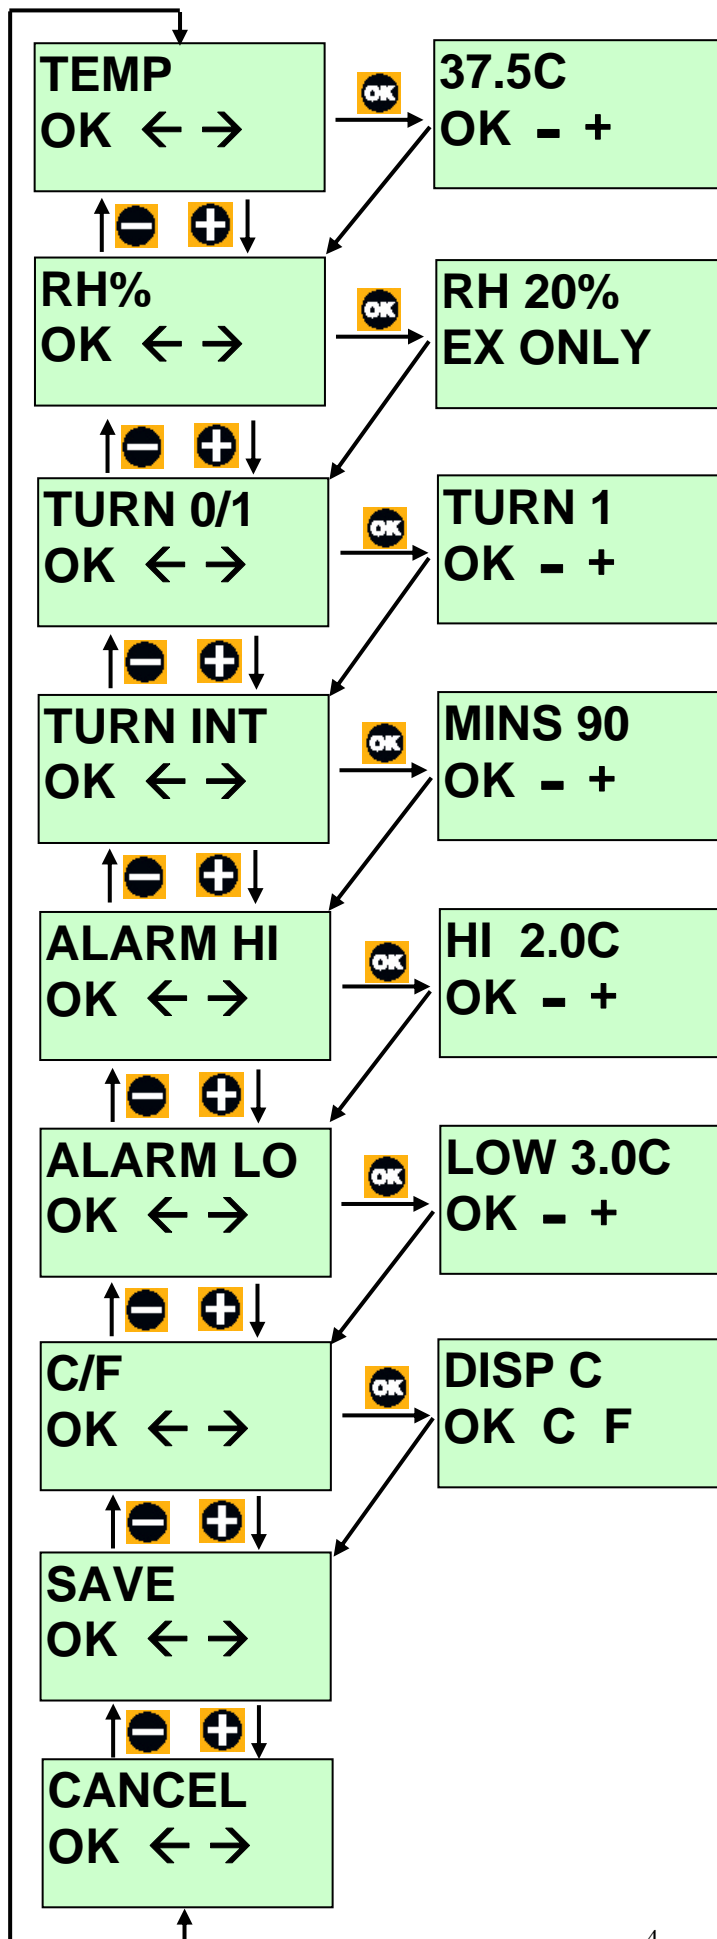 TEMP
OK ← →
OK
37.5C
OK - +
RH%
OK ← →
OK
RH 20%
EX ONLY
TURN 0/1
OK ← →
OK
TURN 1
OK - +
TURN INT
OK ← →
OK
MINS 90
OK - +
ALARM HI
OK ← →
OK
HI 2.0C
OK - +
ALARM LO
OK ← →
OK
LOW 3.0C
OK - +
C/F
OK ← →
OK
DISP C
OK C F
SAVE
OK ← →
CANCEL
OK ← →
4